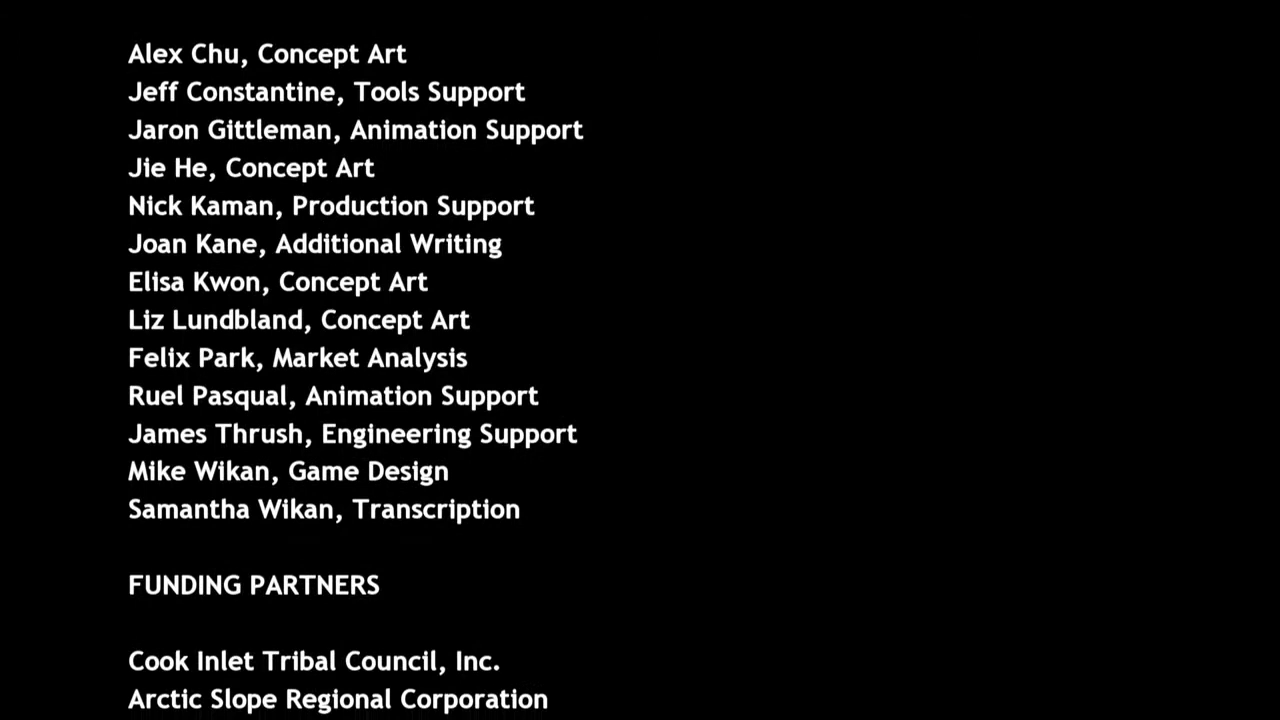 Alex Chu, Concept Art
Jeff Constantine, Tools Support
Jaron Gittleman, Animation Support
Jie He, Concept Art
Nick Kaman, Production Support
Joan Kane, Additional Writing
Elisa Kwon, Concept Art
Liz Lundbland, Concept Art
Felix Park, Market Analysis
Ruel Pasqual, Animation Support
James Thrush, Engineering Support
Mike Wikan, Game Design
Samantha Wikan, Transcription
FUNDING PARTNERS
Cook Inlet Tribal Council, Inc.
Arctic Slope Regional Corporation